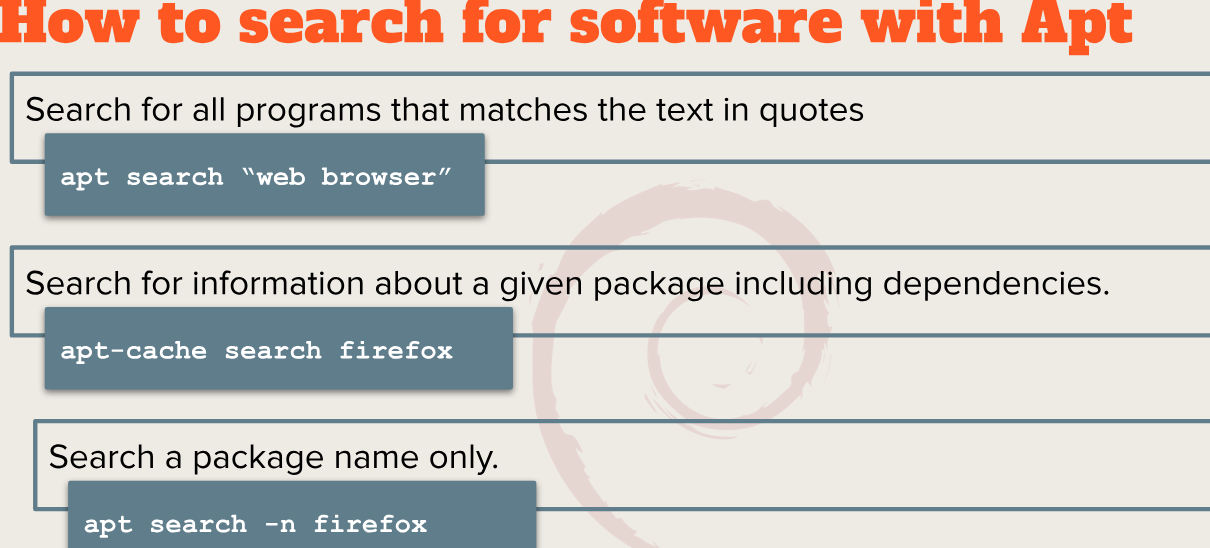 How to search for software with Apt
Search for all programs that matches the text in quotes
apt search “web browser”
Search for information about a given package including dependencies.
apt-cache search firefox
Search a package name only.
apt search -n firefox